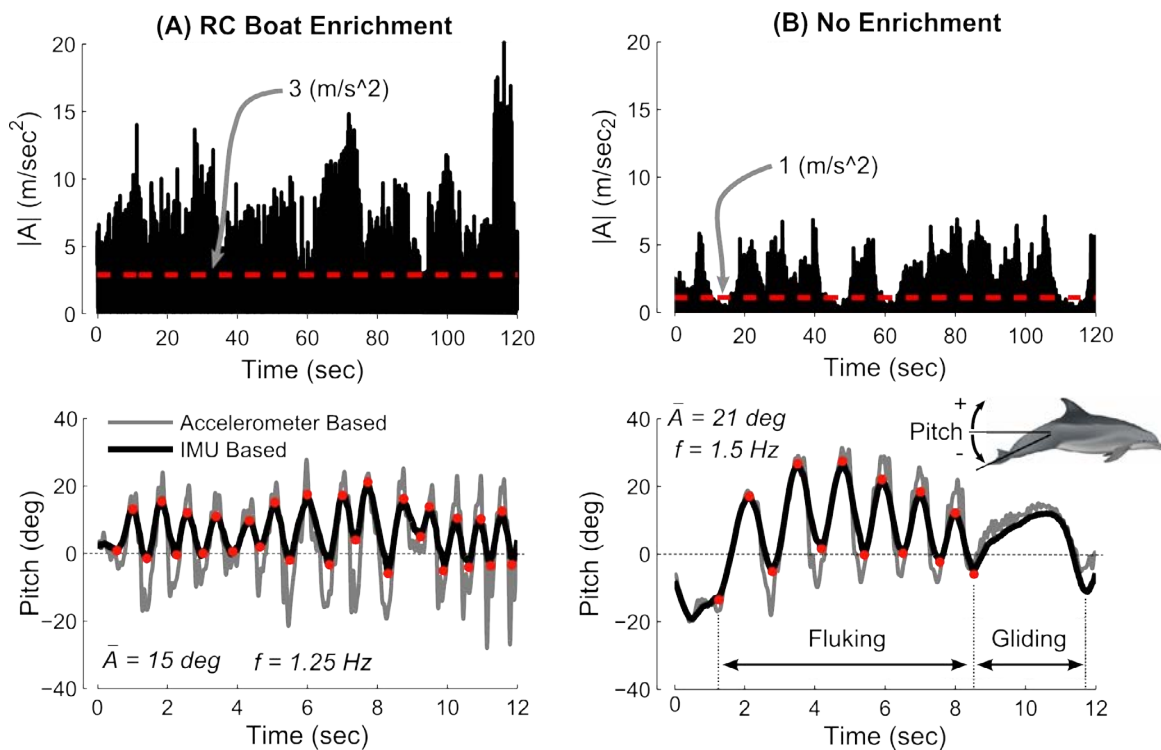 (A) RC Boat Enrichment
20
15
10
5
0
|A| (m/sec²)
3 (m/s^2)
0 20 40 60 80 100 120
Time (sec)
(B) No Enrichment
20
15
10
5
0
|A| (m/sec₂)
1 (m/s^2)
0 20 40 60 80 100 120
Time (sec)
40
20
0
−20
−40
Pitch (deg)
Accelerometer Based
IMU Based
A̅ = 15 deg f = 1.25 Hz
0 2 4 6 8 10 12
Time (sec)
40
20
0
−20
−40
Pitch (deg)
A̅ = 21 deg
f = 1.5 Hz
+
Pitch
-
Fluking
Gliding
0 2 4 6 8 10 12
Time (sec)